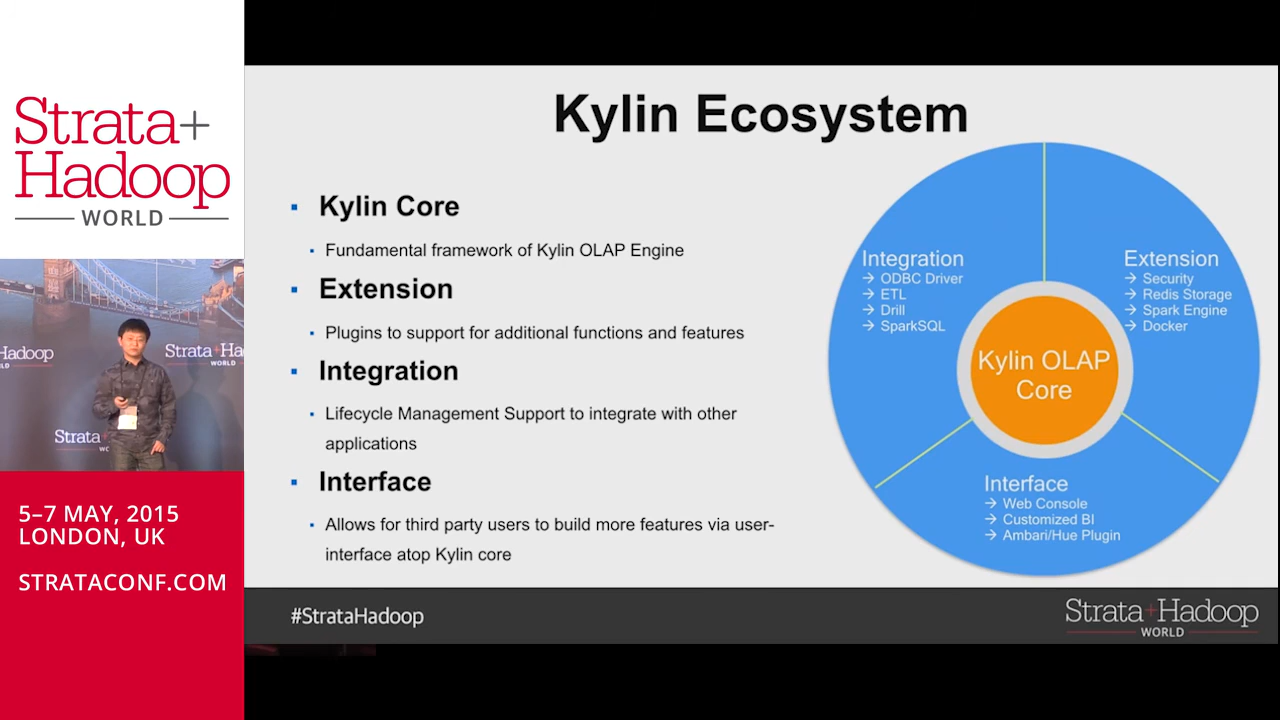 Strata+
Hadoop
WORLD
Hadoop
LD
Strata+Ha
WORLD
Strata
WC
5–7 MAY, 2015
LONDON, UK
STRATACONF.COM
Kylin Ecosystem
▪ Kylin Core
▪ Fundamental framework of Kylin OLAP Engine
▪ Extension
▪ Plugins to support for additional functions and features
▪ Integration
▪ Lifecycle Management Support to integrate with other
applications
▪ Interface
▪ Allows for third party users to build more features via user-
interface atop Kylin core
Integration
→ ODBC Driver
→ ETL
→ Drill
→ SparkSQL
Extension
→ Security
→ Redis Storage
→ Spark Engine
→ Docker
Kylin OLAP
Core
Interface
→ Web Console
→ Customized BI
→ Ambari/Hue Plugin
#StrataHadoop
Strata+Hadoop
WORLD